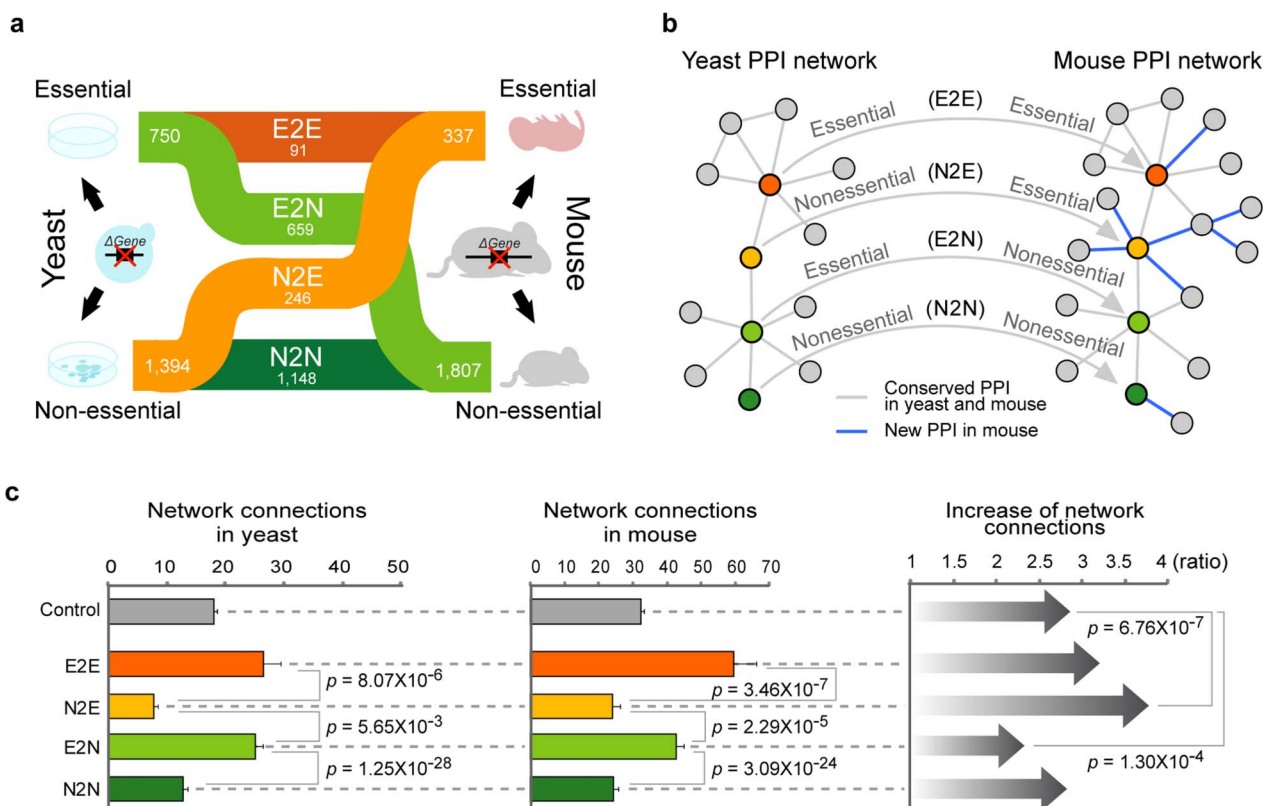 a
Essential
Essential
750
E2E
91
337
Yeast
ΔGene
E2N
659
ΔGene
Mouse
N2E
246
1,394
N2N
1,148
1,807
Non-essential
Non-essential
b
Yeast PPI network
Mouse PPI network
Essential
(E2E)
Essential
Nonessential
(N2E)
Essential
Essential
(E2N)
Nonessential
Nonessential
(N2N)
Nonessential
Conserved PPI
in yeast and mouse
New PPI in mouse
c
Network connections
in yeast
0 10 20 30 40 50
Network connections
in mouse
0 10 20 30 40 50 60 70
Increase of network
connections
1 1.5 2 2.5 3 3.5 4 (ratio)
Control
E2E
N2E
E2N
N2N
p = 8.07X10⁻⁶
p = 5.65X10⁻³
p = 1.25X10⁻²⁸
p = 3.46X10⁻⁷
p = 2.29X10⁻⁵
p = 3.09X10⁻²⁴
p = 6.76X10⁻⁷
p = 1.30X10⁻⁴